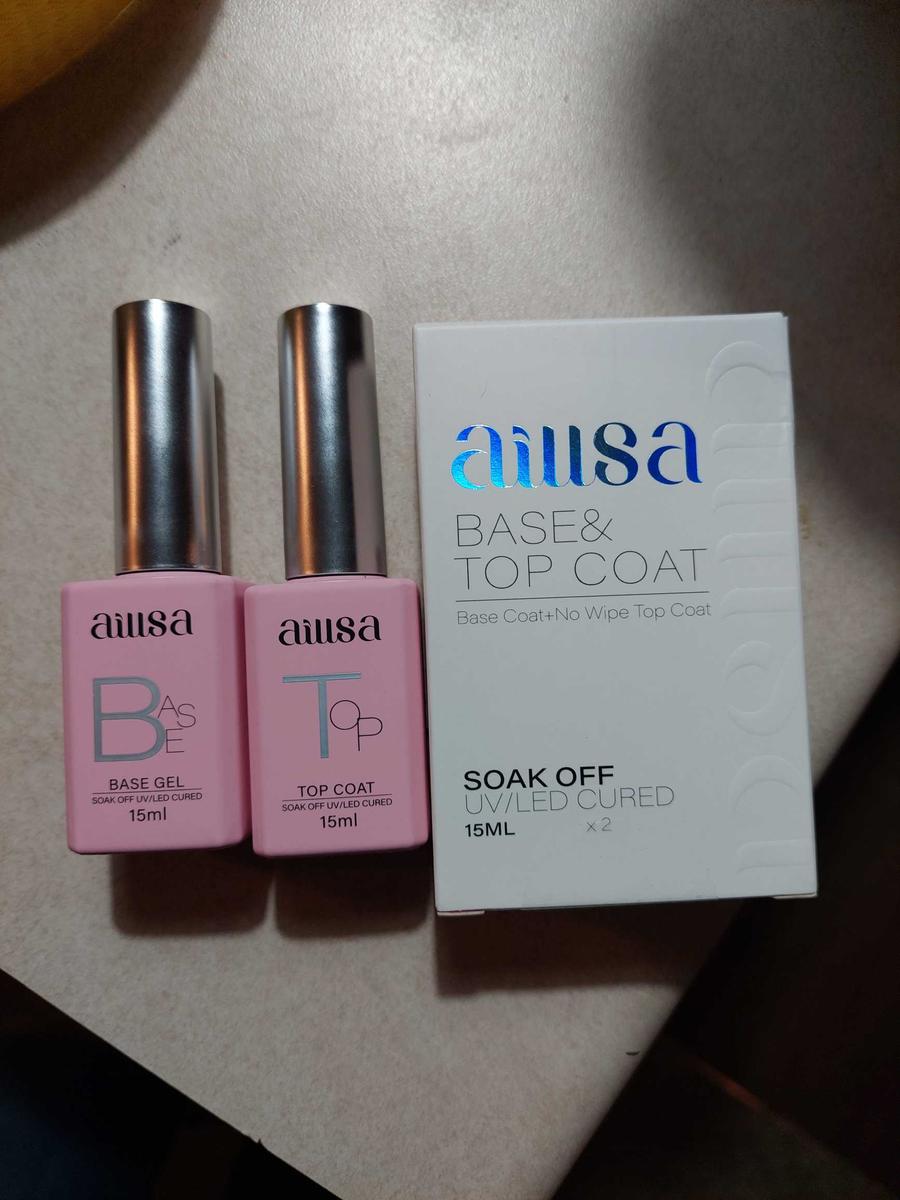 aiusa
BASE
BASE GEL
SOAK OFF UV/LED CURED
15ml
aiusa
TOP
TOP COAT
SOAK OFF UV/LED CURED
15ml
aiusa
BASE&
TOP COAT
Base Coat+No Wipe Top Coat
SOAK OFF
UV/LED CURED
15ML x 2
aiusa